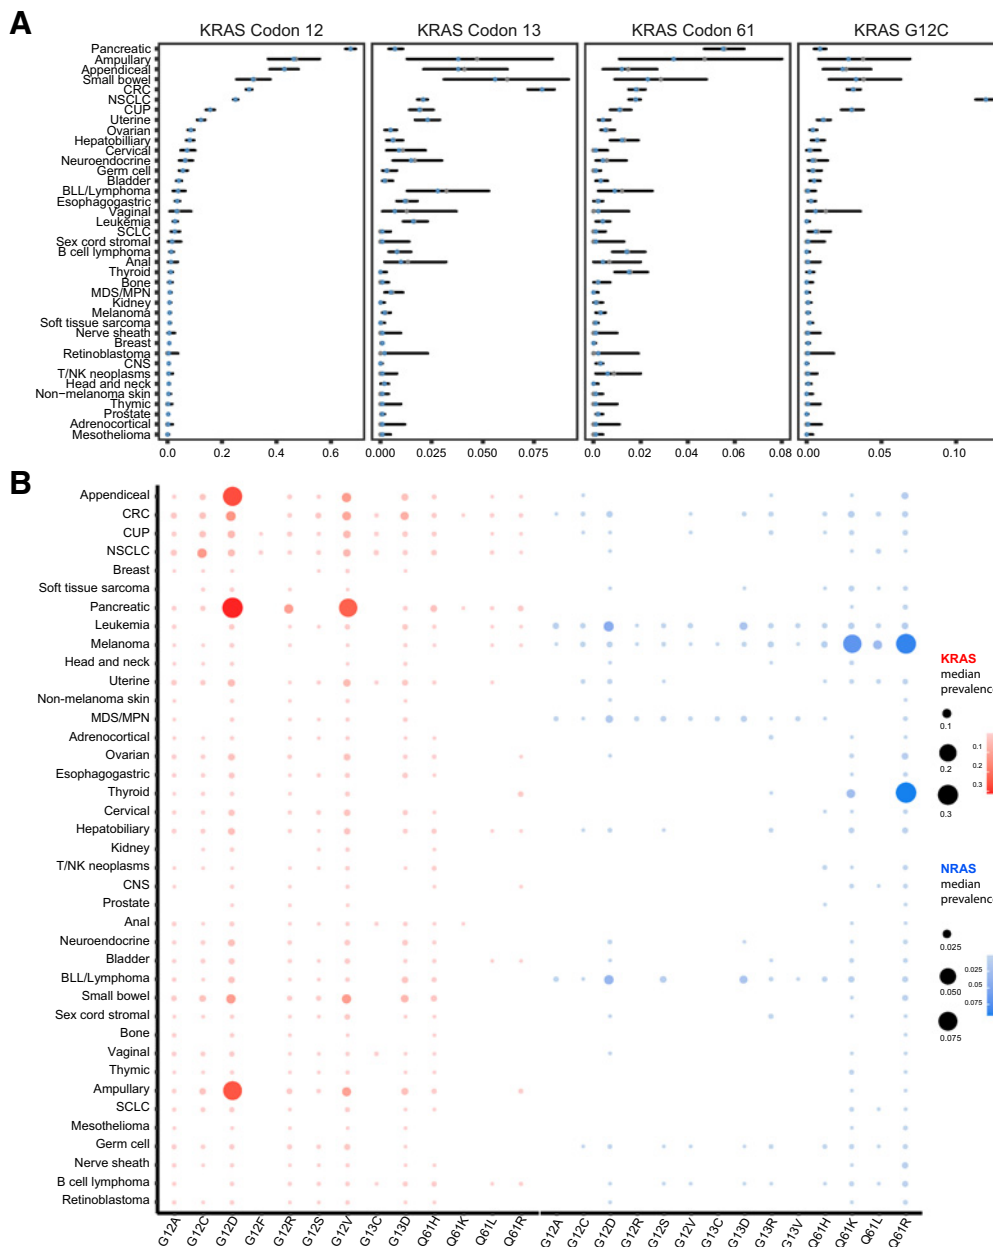 A
KRAS Codon 12
KRAS Codon 13
KRAS Codon 61
KRAS G12C
Pancreatic
Ampullary
Appendiceal
Small bowel
CRC
NSCLC
CUP
Uterine
Ovarian
Hepatobilliary
Cervical
Neuroendocrine
Germ cell
Bladder
BLL/Lymphoma
Esophagogastric
Vaginal
Leukemia
SCLC
Sex cord stromal
B cell lymphoma
Anal
Thyroid
Bone
MDS/MPN
Kidney
Melanoma
Soft tissue sarcoma
Nerve sheath
Breast
Retinoblastoma
CNS
T/NK neoplasms
Head and neck
Non−melanoma skin
Thymic
Prostate
Adrenocortical
Mesothelioma
0.0 0.2 0.4 0.6
0.000 0.025 0.050 0.075
0.0 0.02 0.04 0.06 0.08
0.00 0.05 0.10
B
Appendiceal
CRC
CUP
NSCLC
Breast
Soft tissue sarcoma
Pancreatic
Leukemia
Melanoma
Head and neck
Uterine
Non-melanoma skin
MDS/MPN
Adrenocortical
Ovarian
Esophagogastric
Thyroid
Cervical
Hepatobiliary
Kidney
T/NK neoplasms
CNS
Prostate
Anal
Neuroendocrine
Bladder
BLL/Lymphoma
Small bowel
Sex cord stromal
Bone
Vaginal
Thymic
Ampullary
SCLC
Mesothelioma
Germ cell
Nerve sheath
B cell lymphoma
Retinoblastoma
G12A G12C G12D G12F G12R G12S G12V G13C G13D Q61H Q61K Q61L Q61R
G12A G12C G12D G12R G12S G12V G13C G13D G13R G13V Q61H Q61K Q61L Q61R
KRAS
median
prevalenc
0.1
0.2
0.3
0.1
0.2
0.3
NRAS
median
prevalenc
0.025
0.050
0.075
0.025
0.05
0.075